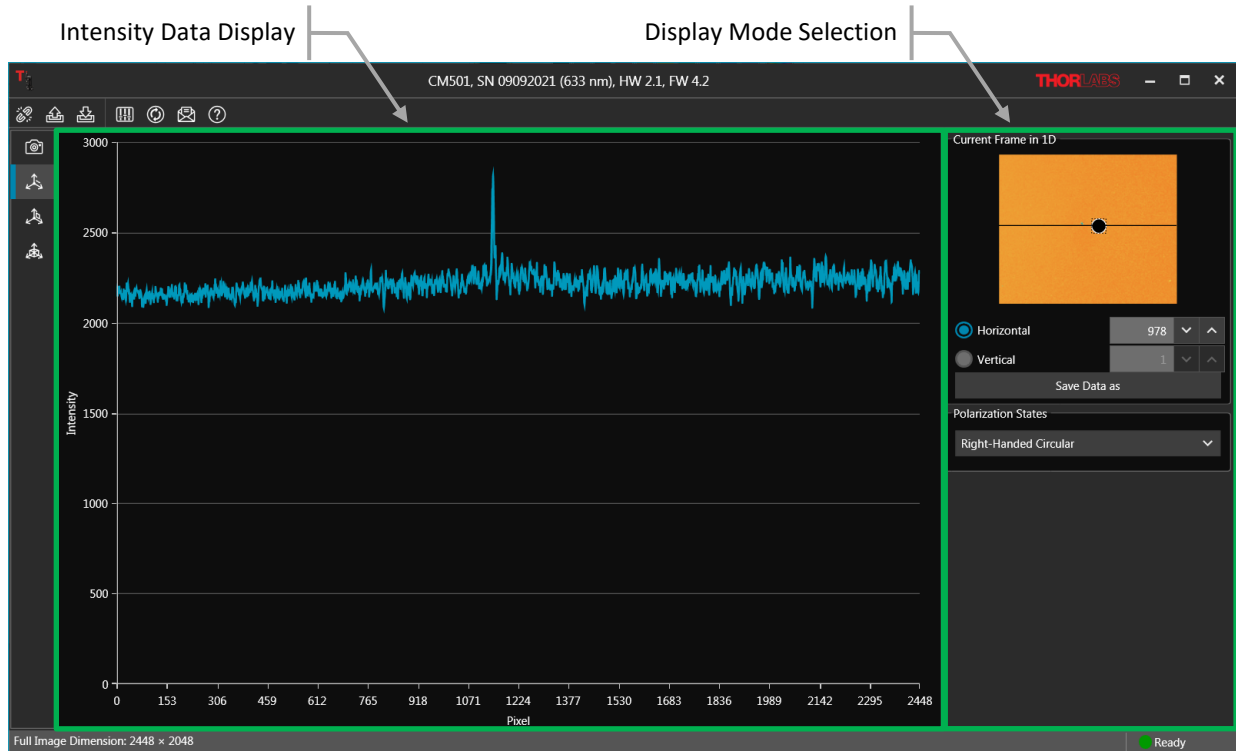 Intensity Data Display
Display Mode Selection
CM501, SN 09092021 (633 nm), HW 2.1, FW 4.2
THORLABS
Current Frame in 1D
3000
2500
2000
1500
1000
500
0
Intensity
0 153 306 459 612 765 918 1071 1224 1377 1530 1683 1836 1989 2142 2295 2448
Pixel
Horizontal 978
Vertical 1
Save Data as
Polarization States
Right-Handed Circular
Full Image Dimension: 2448 × 2048
Ready